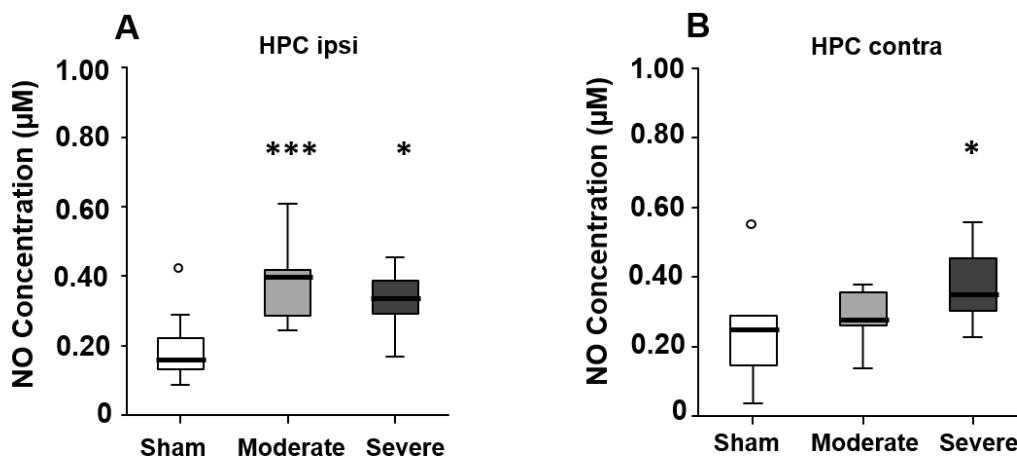 A
HPC ipsi
NO Concentration (µM)
1.00
0.80
0.60
0.40
0.20
0
***
*
Sham Moderate Severe
B
HPC contra
NO Concentration (µM)
1.00
0.80
0.60
0.40
0.20
0
*
Sham Moderate Severe